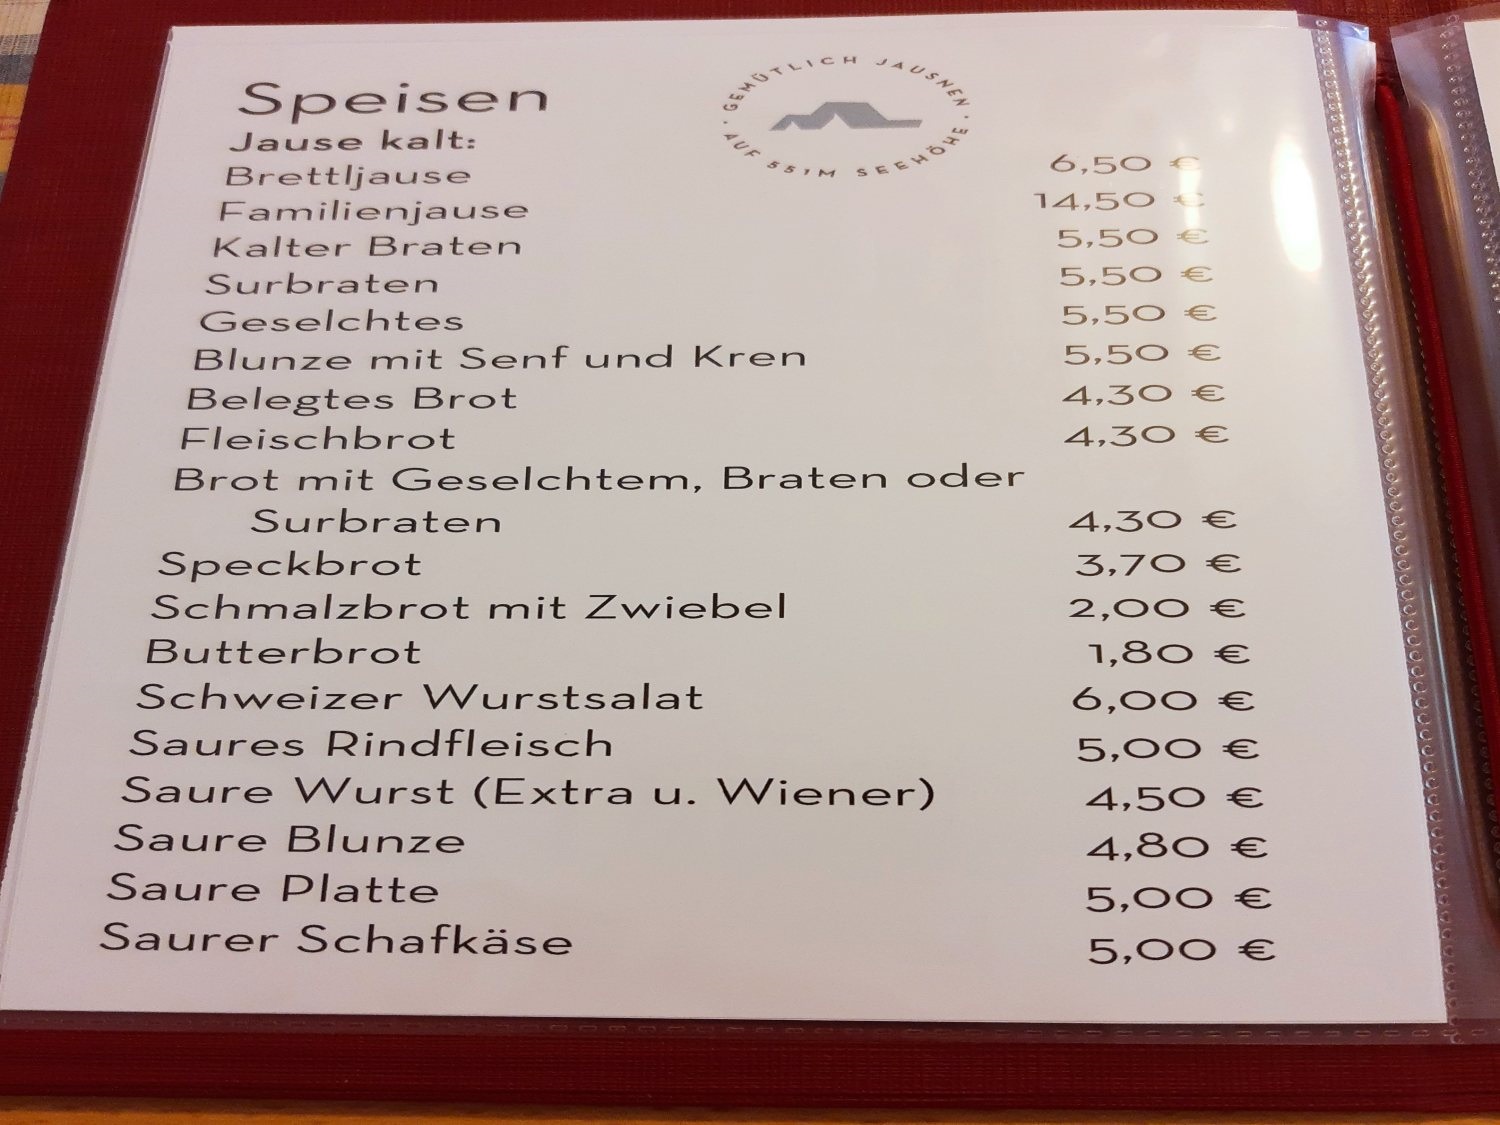 Speisen
GEMÜTLICH JAUSNEN · AUF 551M SEEHÖHE ·
Jause kalt:
Brettljause 6,50 €
Familienjause 14,50 €
Kalter Braten 5,50 €
Surbraten 5,50 €
Geselchtes 5,50 €
Blunze mit Senf und Kren 5,50 €
Belegtes Brot 4,30 €
Fleischbrot 4,30 €
Brot mit Geselchtem, Braten oder
Surbraten 4,30 €
Speckbrot 3,70 €
Schmalzbrot mit Zwiebel 2,00 €
Butterbrot 1,80 €
Schweizer Wurstsalat 6,00 €
Saures Rindfleisch 5,00 €
Saure Wurst (Extra u. Wiener) 4,50 €
Saure Blunze 4,80 €
Saure Platte 5,00 €
Saurer Schafkäse 5,00 €